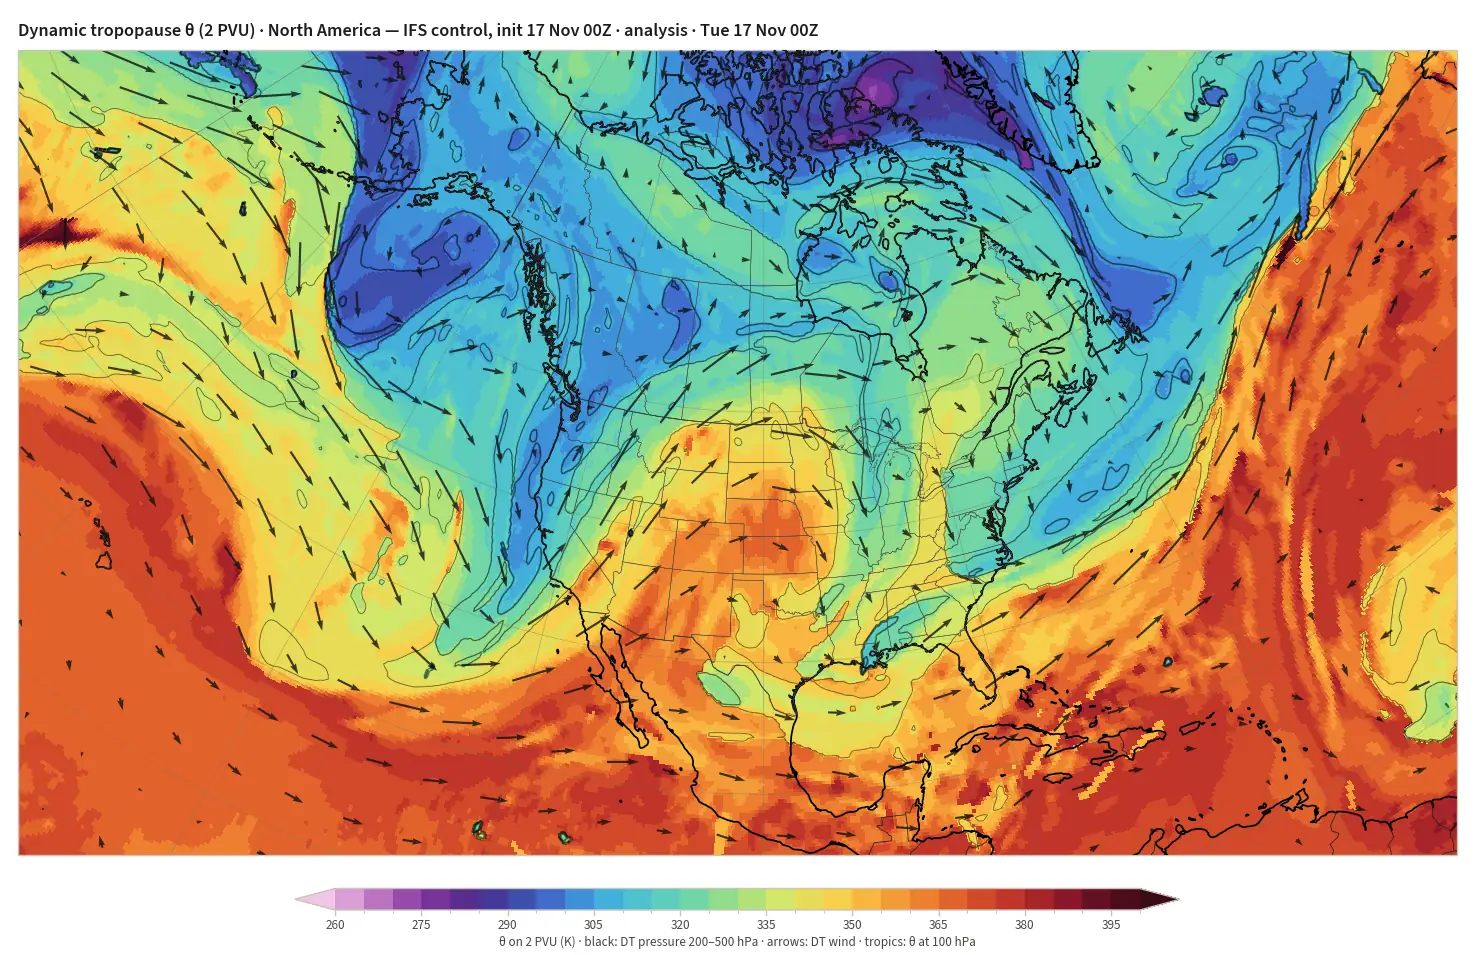 Dynamic tropopause θ (2 PVU) · North America — IFS control, init 17 Nov 00Z · analysis · Tue 17 Nov 00Z
260 275 290 305 320 335 350 365 380 395
θ on 2 PVU (K) · black: DT pressure 200–500 hPa · arrows: DT wind · tropics: θ at 100 hPa